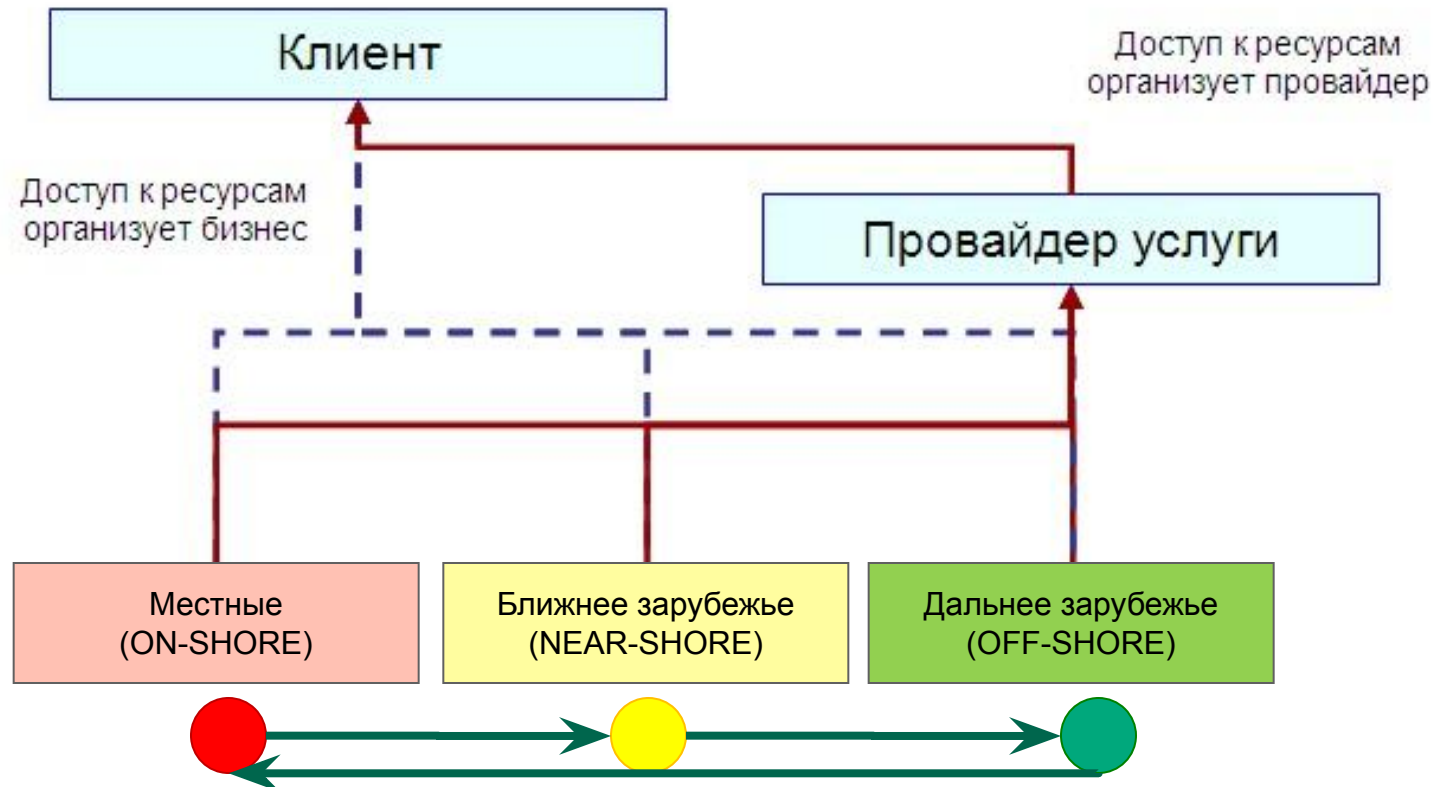 Клиент
Доступ к ресурсам
организует провайдер
Доступ к ресурсам
организует бизнес
Провайдер услуги
Местные
(ON-SHORE)
Ближнее зарубежье
(NEAR-SHORE)
Дальнее зарубежье
(OFF-SHORE)